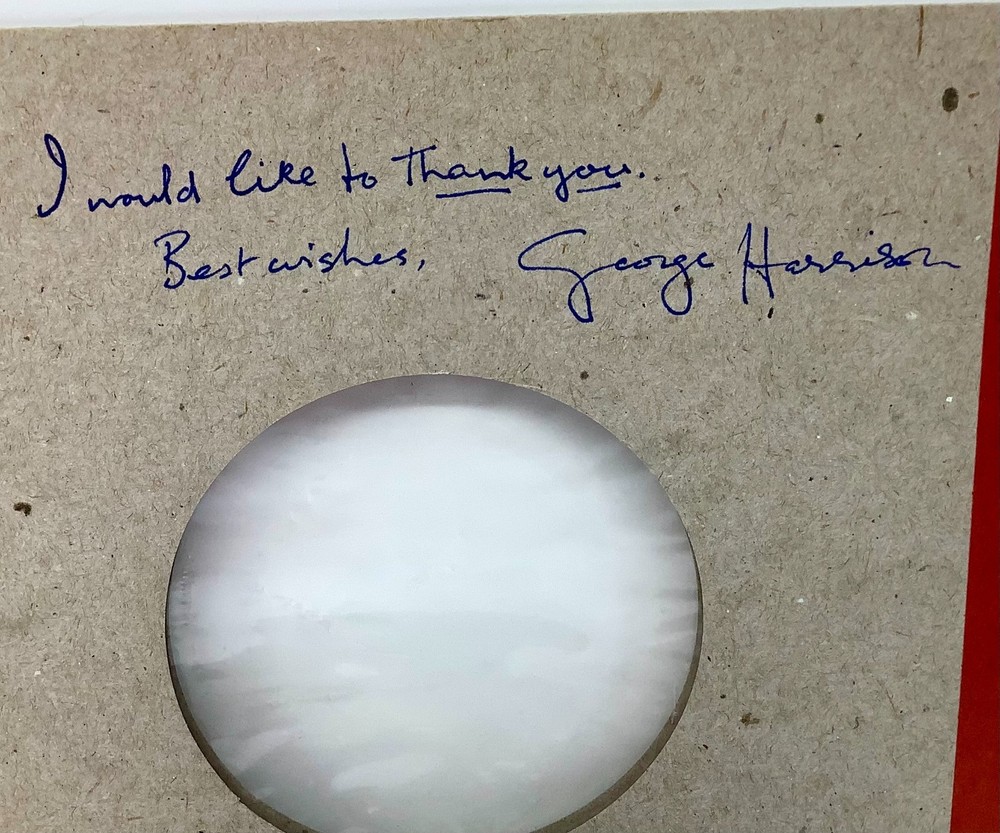 I would like to Thank you.
Best wishes, George Harrison